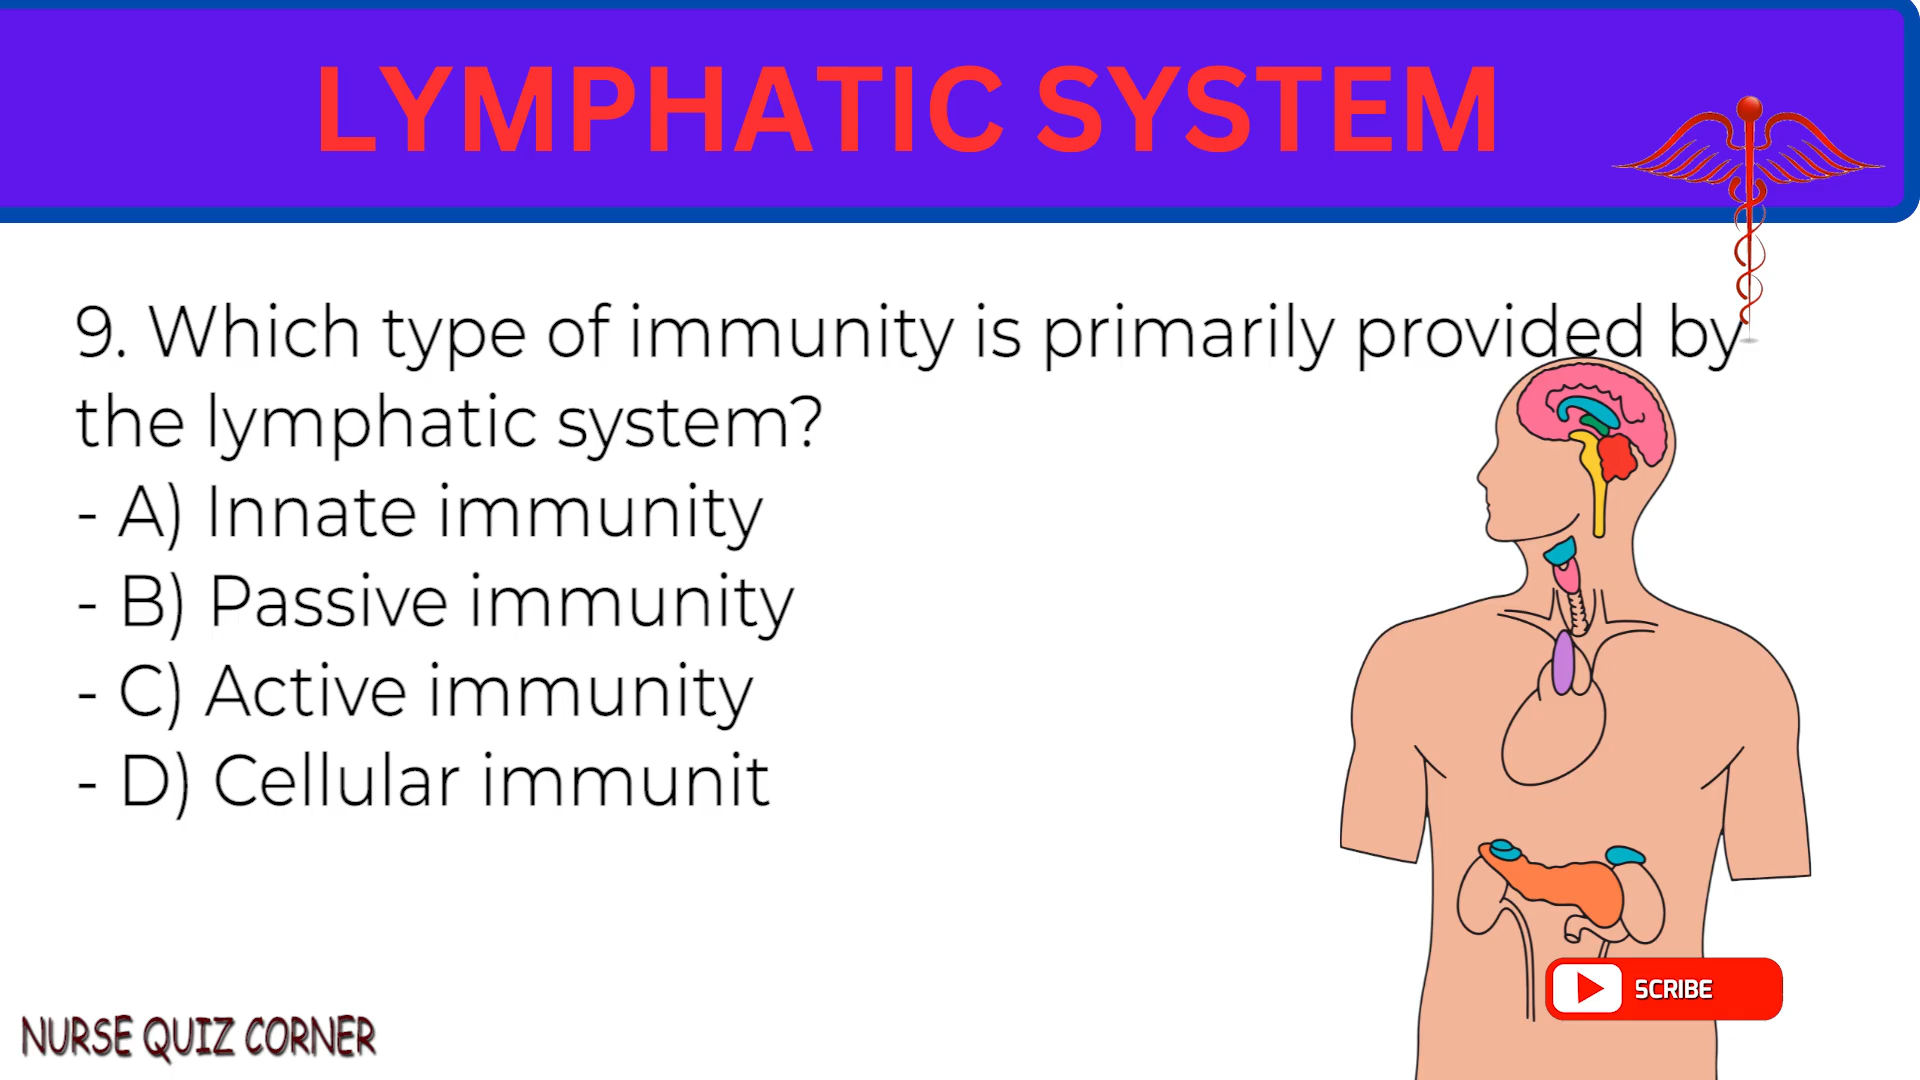 LYMPHATIC SYSTEM
9. Which type of immunity is primarily provided by
the lymphatic system?
- A) Innate immunity
- B) Passive immunity
- C) Active immunity
- D) Cellular immunit
SCRIBE
NURSE QUIZ CORNER